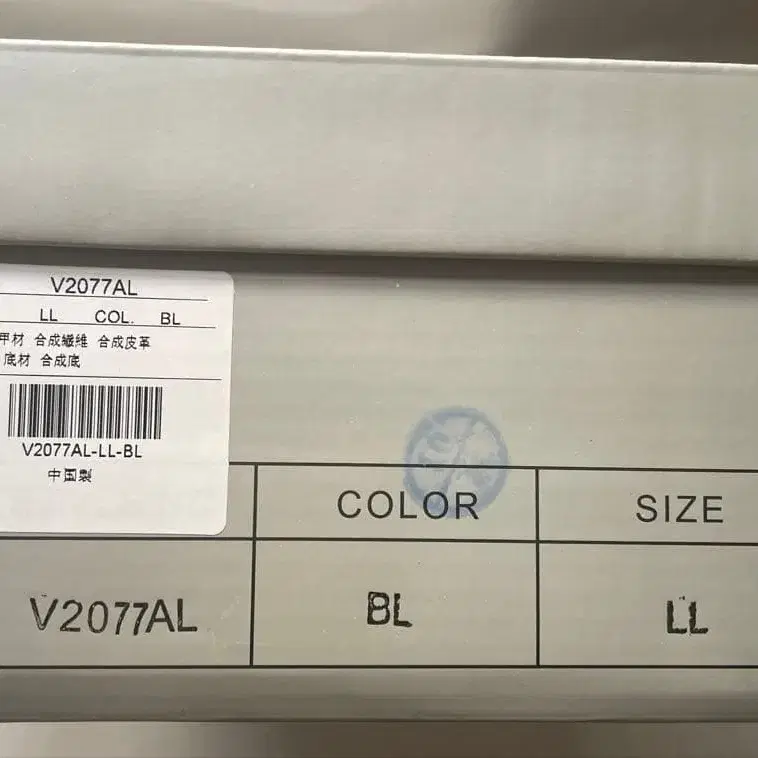 V2077AL
LL COL. BL
甲材 合成繊維 合成皮革
底材 合成底
V2077AL-LL-BL
中国製
COLOR SIZE
V2077AL BL LL